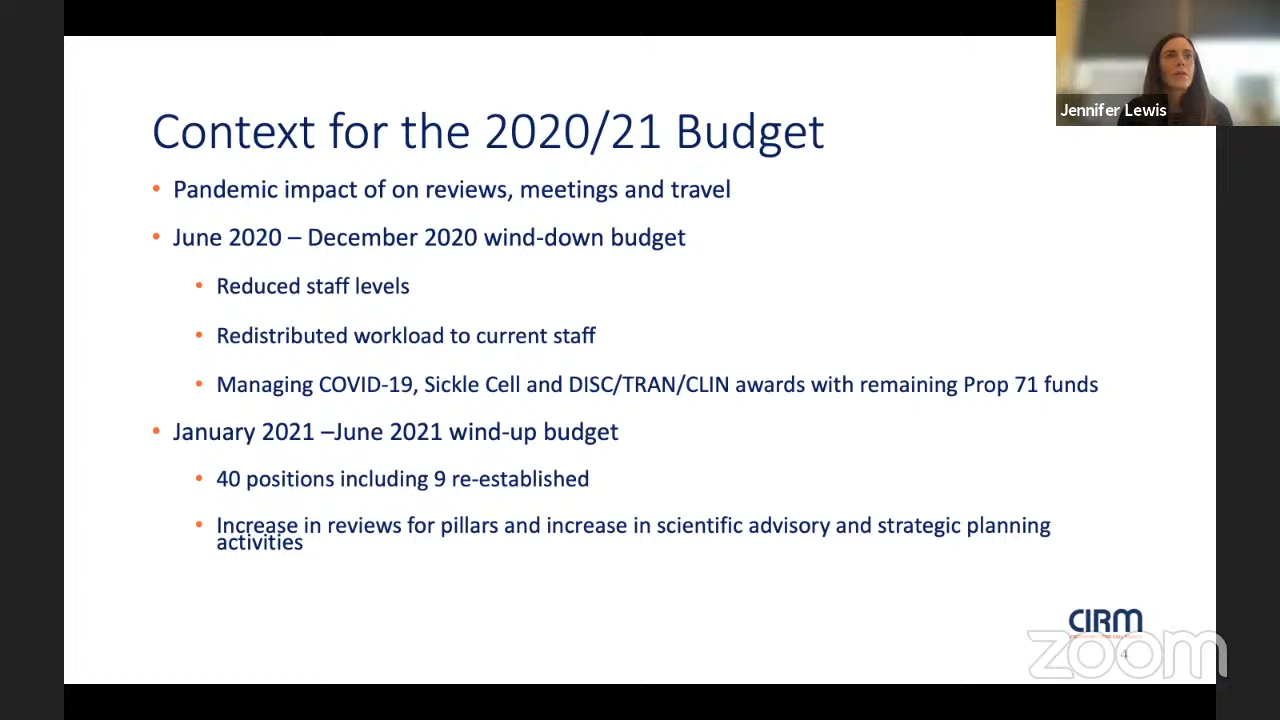 Jennifer Lewis
Context for the 2020/21 Budget
• Pandemic impact of on reviews, meetings and travel
• June 2020 – December 2020 wind-down budget
• Reduced staff levels
• Redistributed workload to current staff
• Managing COVID-19, Sickle Cell and DISC/TRAN/CLIN awards with remaining Prop 71 funds
• January 2021 –June 2021 wind-up budget
• 40 positions including 9 re-established
• Increase in reviews for pillars and increase in scientific advisory and strategic planning
activities
CIRM
zoom
4